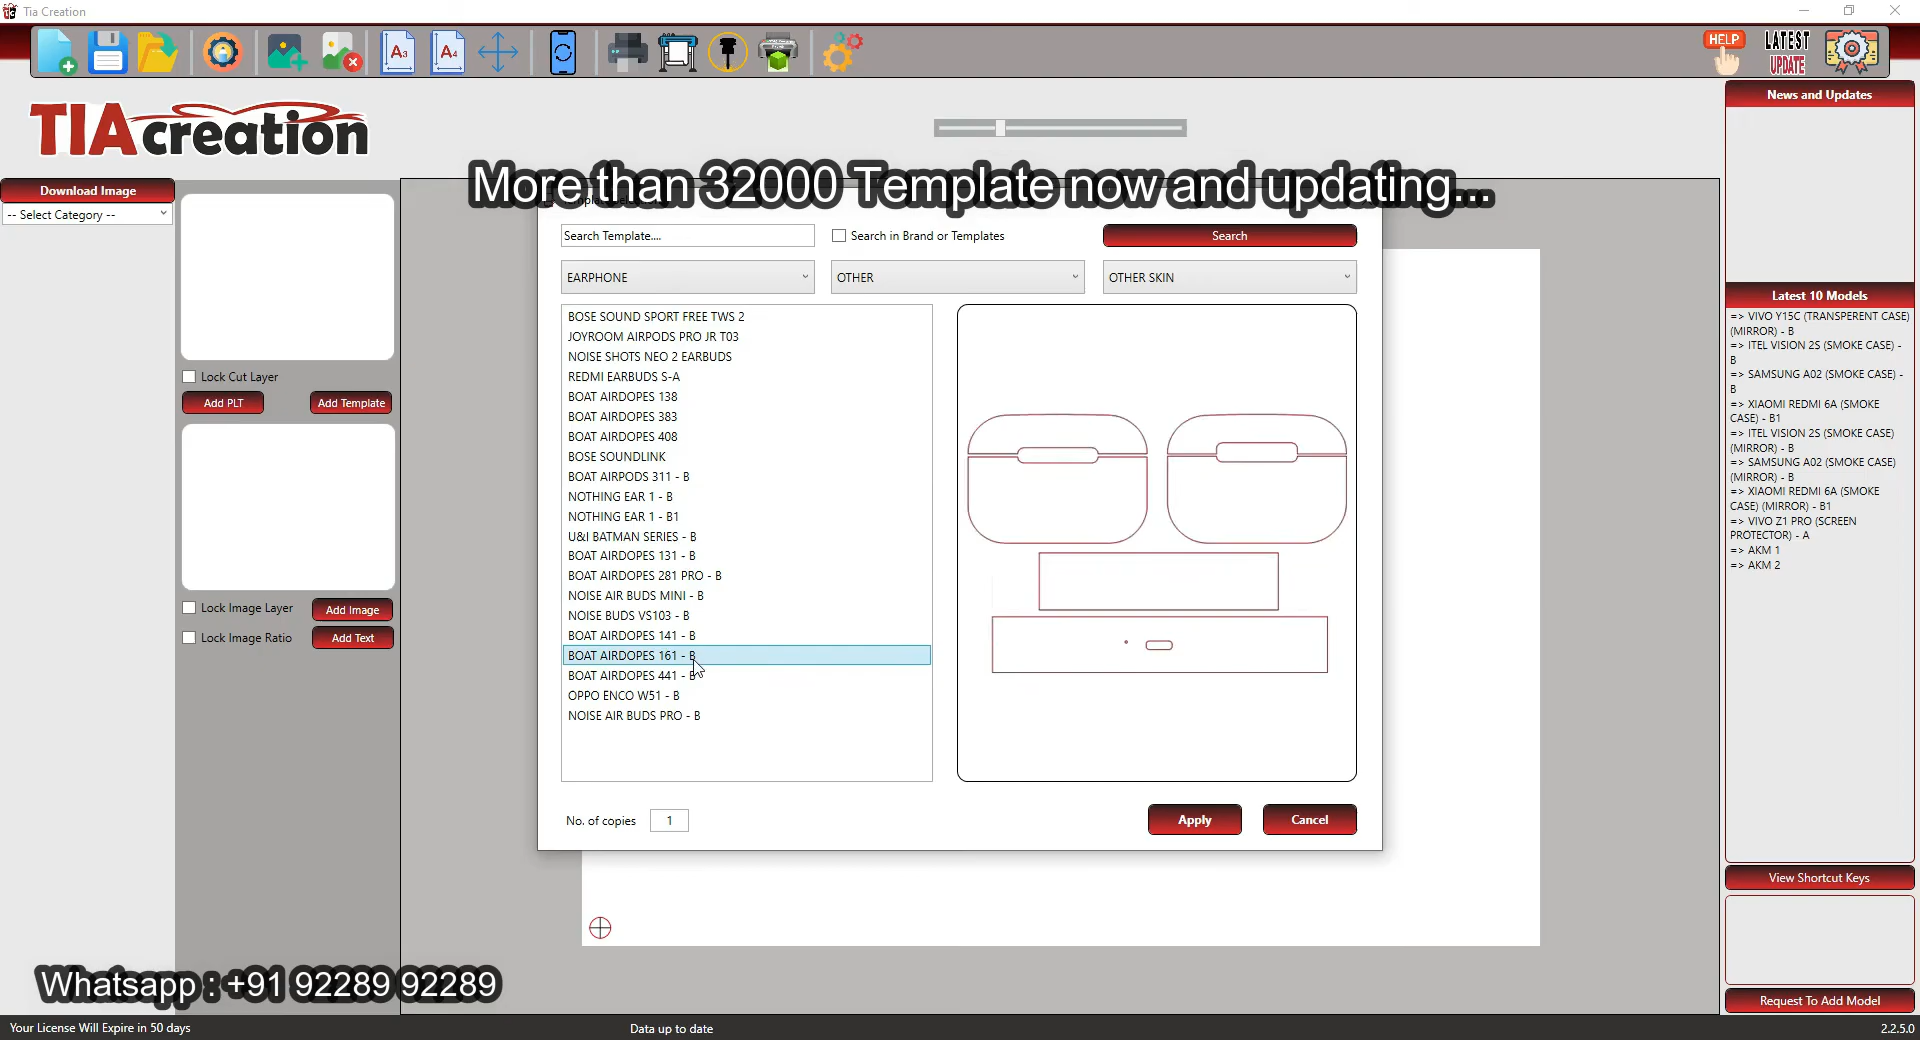 Tia Creation
A3
A4
HELP
LATEST
UPDATE
TIAcreation
More than 32000 Template now and updating...
Download Image
-- Select Category --
Search Template....
Search in Brand or Templates
Search
EARPHONE
OTHER
OTHER SKIN
BOSE SOUND SPORT FREE TWS 2
JOYROOM AIRPODS PRO JR T03
NOISE SHOTS NEO 2 EARBUDS
REDMI EARBUDS S-A
BOAT AIRDOPES 138
BOAT AIRDOPES 383
BOAT AIRDOPES 408
BOSE SOUNDLINK
BOAT AIRPODS 311 - B
NOTHING EAR 1 - B
NOTHING EAR 1 - B1
U&I BATMAN SERIES - B
BOAT AIRDOPES 131 - B
BOAT AIRDOPES 281 PRO - B
NOISE AIR BUDS MINI - B
NOISE BUDS VS103 - B
BOAT AIRDOPES 141 - B
BOAT AIRDOPES 161 - B
BOAT AIRDOPES 441 - B
OPPO ENCO W51 - B
NOISE AIR BUDS PRO - B
No. of copies
1
Apply
Cancel
Lock Cut Layer
Add PLT
Add Template
Lock Image Layer
Add Image
Lock Image Ratio
Add Text
News and Updates
Latest 10 Models
=> VIVO Y15C (TRANSPERENT CASE)
(MIRROR) - B
=> ITEL VISION 2S (SMOKE CASE) -
B
=> SAMSUNG A02 (SMOKE CASE) -
B
=> XIAOMI REDMI 6A (SMOKE
CASE) - B1
=> ITEL VISION 2S (SMOKE CASE)
(MIRROR) - B
=> SAMSUNG A02 (SMOKE CASE)
(MIRROR) - B
=> XIAOMI REDMI 6A (SMOKE
CASE) (MIRROR) - B1
=> VIVO Z1 PRO (SCREEN
PROTECTOR) - A
=> AKM 1
=> AKM 2
View Shortcut Keys
Request To Add Model
Whatsapp : +91 92289 92289
Your License Will Expire in 50 days
Data up to date
2.2.5.0